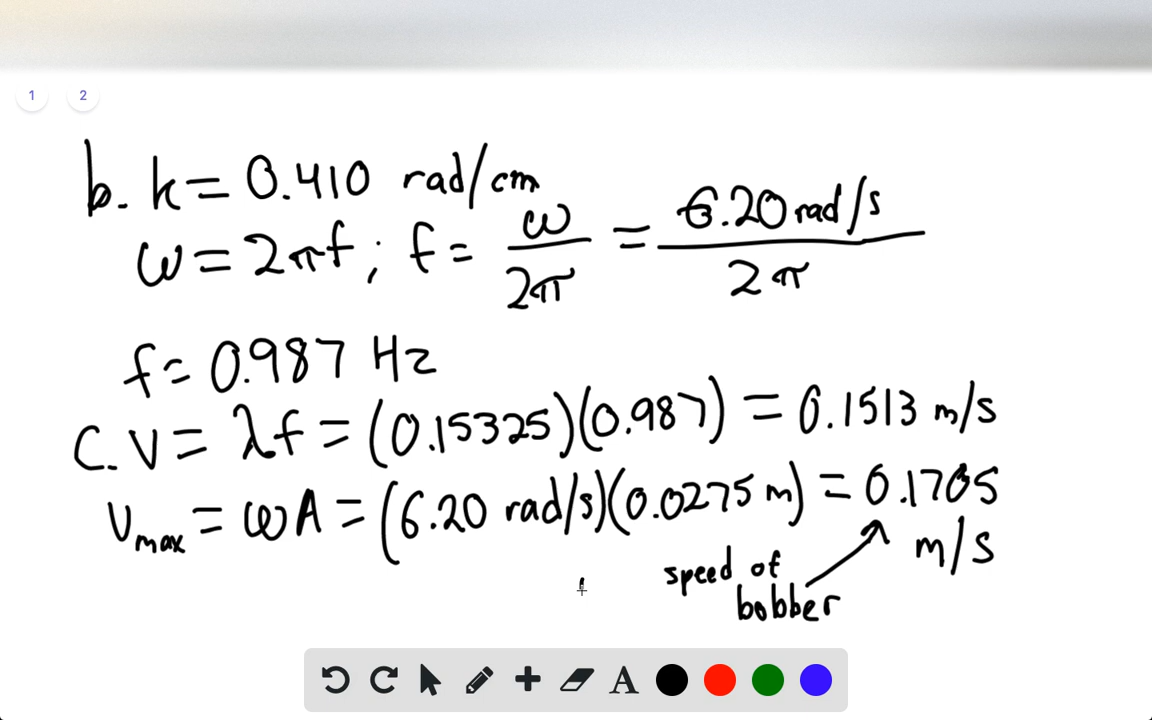 1 2
b. k = 0.410 rad/cm
ω = 2πf ; f = ω/2π = 6.20 rad/s / 2π
f = 0.987 Hz
C. V = λf = (0.15325)(0.987) = 0.1513 m/s
Vmax = ωA = (6.20 rad/s)(0.0275 m) = 0.1705
m/s
speed of
bobber
A